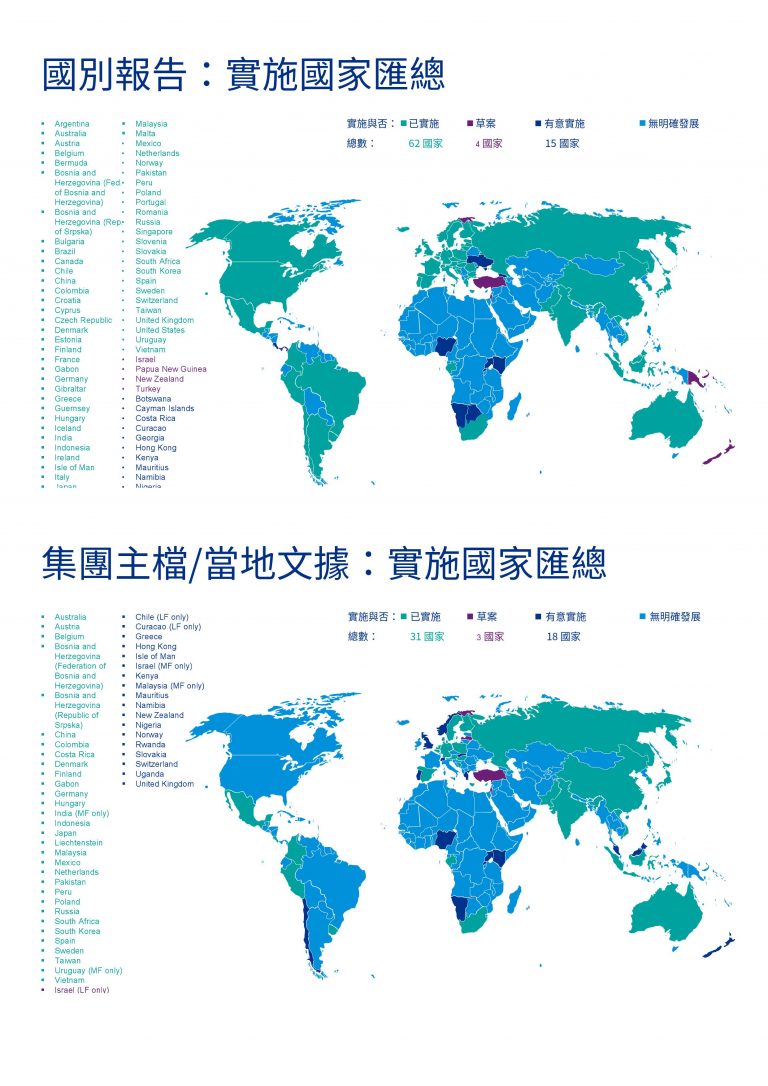 國別報告：實施國家匯總
Argentina
Australia
Austria
Belgium
Bermuda
Bosnia and
Herzegovina (Fed
of Bosnia and
Herzegovina)
Bosnia and
Herzegovina (Rep
of Srpska)
Bulgaria
Brazil
Canada
Chile
China
Colombia
Croatia
Cyprus
Czech Republic
Denmark
Estonia
Finland
France
Gabon
Germany
Gibraltar
Greece
Guernsey
Hungary
Iceland
India
Indonesia
Ireland
Isle of Man
Italy
Japan
Malaysia
Malta
Mexico
Netherlands
Norway
Pakistan
Peru
Poland
Portugal
Romania
Russia
Singapore
Slovenia
Slovakia
South Africa
South Korea
Spain
Sweden
Switzerland
Taiwan
United Kingdom
United States
Uruguay
Vietnam
Israel
Papua New Guinea
New Zealand
Turkey
Botswana
Cayman Islands
Costa Rica
Curacao
Georgia
Hong Kong
Kenya
Mauritius
Namibia
Nigeria
實施與否： 已實施 草案 有意實施 無明確發展
總數： 62 國家 4 國家 15 國家
集團主檔/當地文據：實施國家匯總
Australia
Austria
Belgium
Bosnia and
Herzegovina
(Federation of
Bosnia and
Herzegovina)
Bosnia and
Herzegovina
(Republic of
Srpska)
China
Colombia
Costa Rica
Denmark
Finland
Gabon
Germany
Hungary
India (MF only)
Indonesia
Japan
Liechtenstein
Malaysia
Mexico
Netherlands
Pakistan
Peru
Poland
Russia
South Africa
South Korea
Spain
Sweden
Taiwan
Uruguay (MF only)
Vietnam
Israel (LF only)
Chile (LF only)
Curacao (LF only)
Greece
Hong Kong
Isle of Man
Israel (MF only)
Kenya
Malaysia (MF only)
Mauritius
Namibia
New Zealand
Nigeria
Norway
Rwanda
Slovakia
Switzerland
Uganda
United Kingdom
實施與否： 已實施 草案 有意實施 無明確發展
總數： 31 國家 3 國家 18 國家